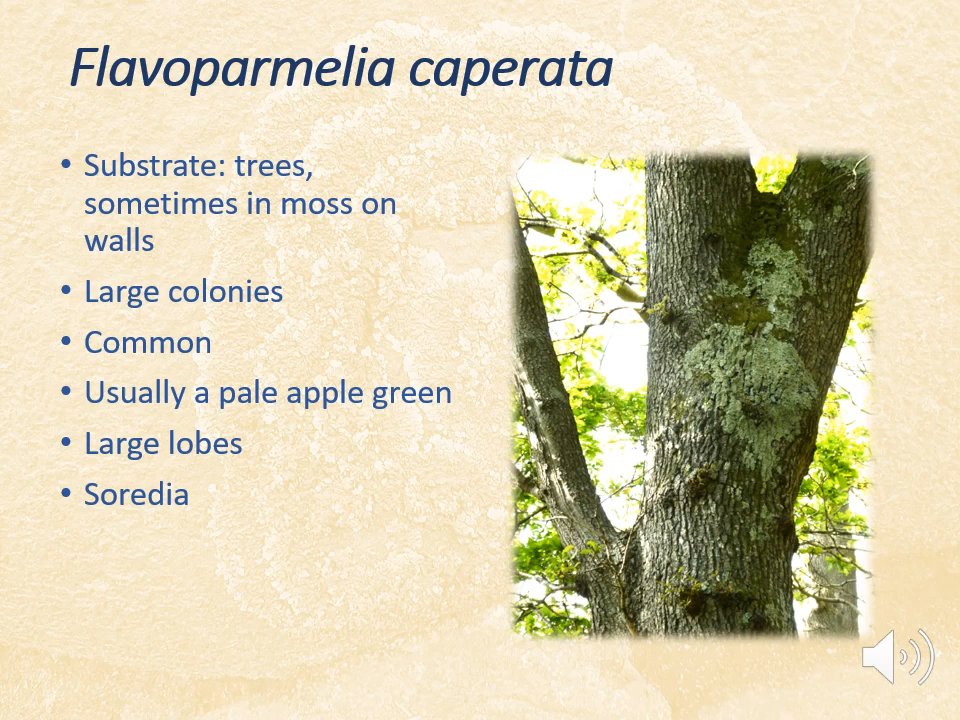 Flavoparmelia caperata
• Substrate: trees,
sometimes in moss on
walls
• Large colonies
• Common
• Usually a pale apple green
• Large lobes
• Soredia